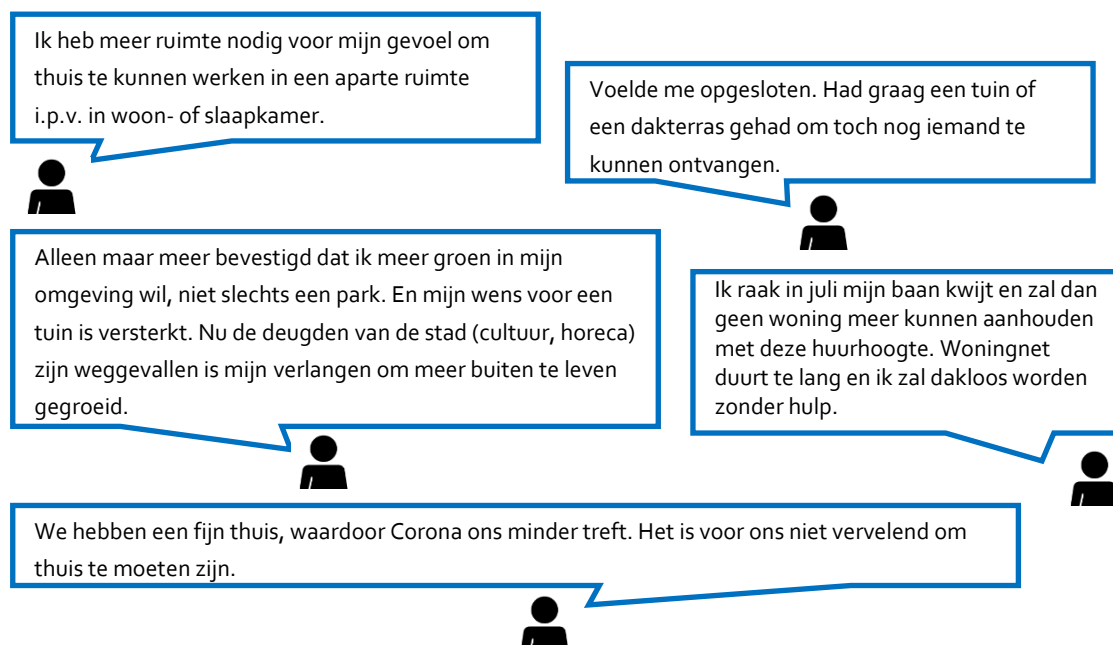 Ik heb meer ruimte nodig voor mijn gevoel om
thuis te kunnen werken in een aparte ruimte
i.p.v. in woon- of slaapkamer.
Voelde me opgesloten. Had graag een tuin of
een dakterras gehad om toch nog iemand te
kunnen ontvangen.
Alleen maar meer bevestigd dat ik meer groen in mijn
omgeving wil, niet slechts een park. En mijn wens voor een
tuin is versterkt. Nu de deugden van de stad (cultuur, horeca)
zijn weggevallen is mijn verlangen om meer buiten te leven
gegroeid.
Ik raak in juli mijn baan kwijt en zal dan
geen woning meer kunnen aanhouden
met deze huurhoogte. Woningnet
duurt te lang en ik zal dakloos worden
zonder hulp.
We hebben een fijn thuis, waardoor Corona ons minder treft. Het is voor ons niet vervelend om
thuis te moeten zijn.